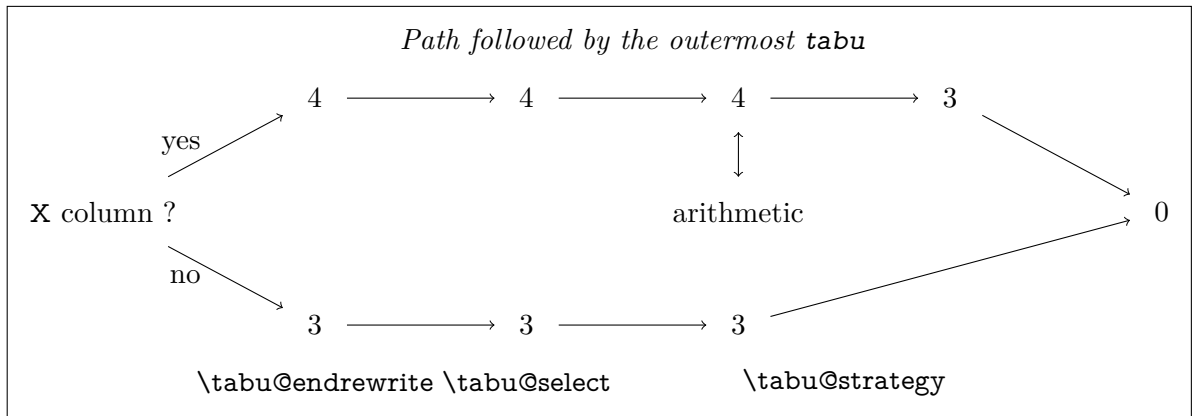 Path followed by the outermost tabu
4 4 4 3
yes
X column ? arithmetic 0
no
3 3 3
\tabu@endrewrite \tabu@select \tabu@strategy